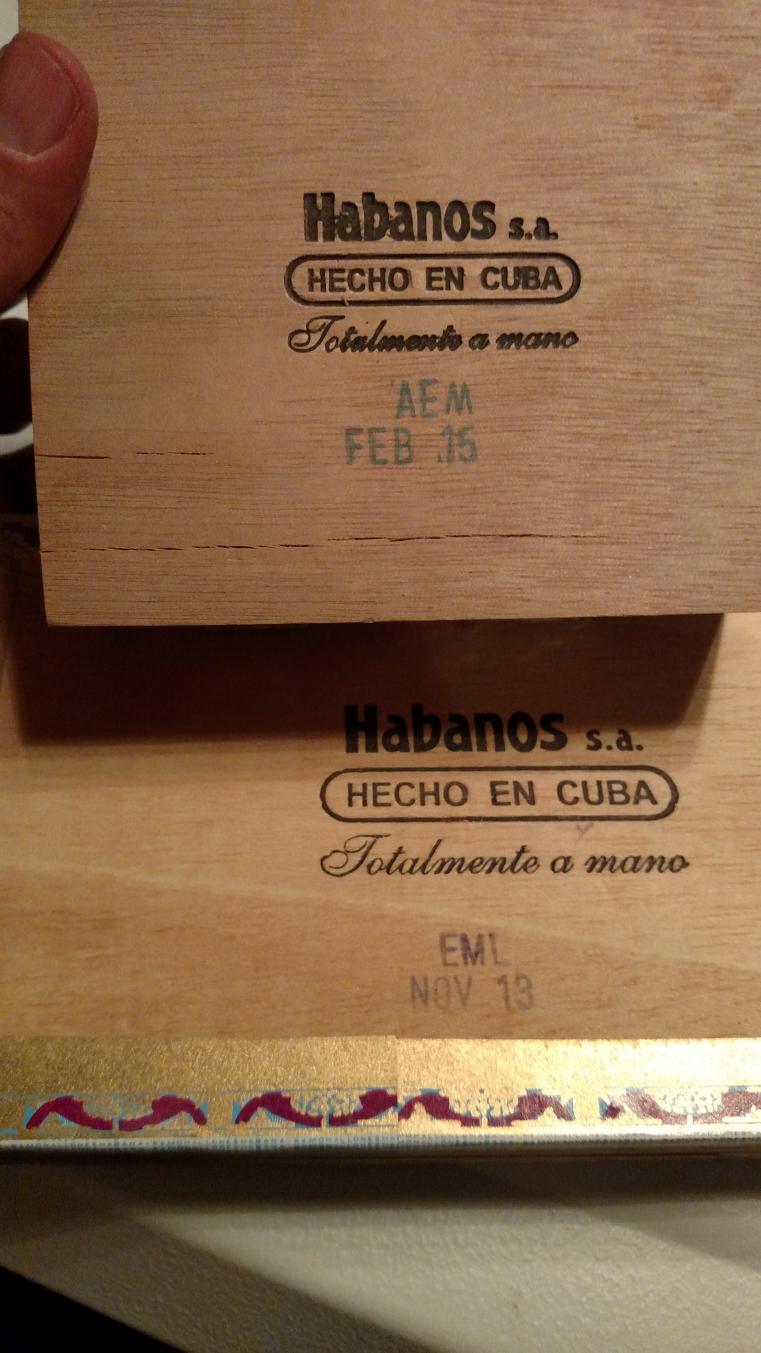 Habanos s.a.
HECHO EN CUBA
Totalmente a mano
AEM
FEB 15
Habanos s.a.
HECHO EN CUBA
Totalmente a mano
EML
NOV 13